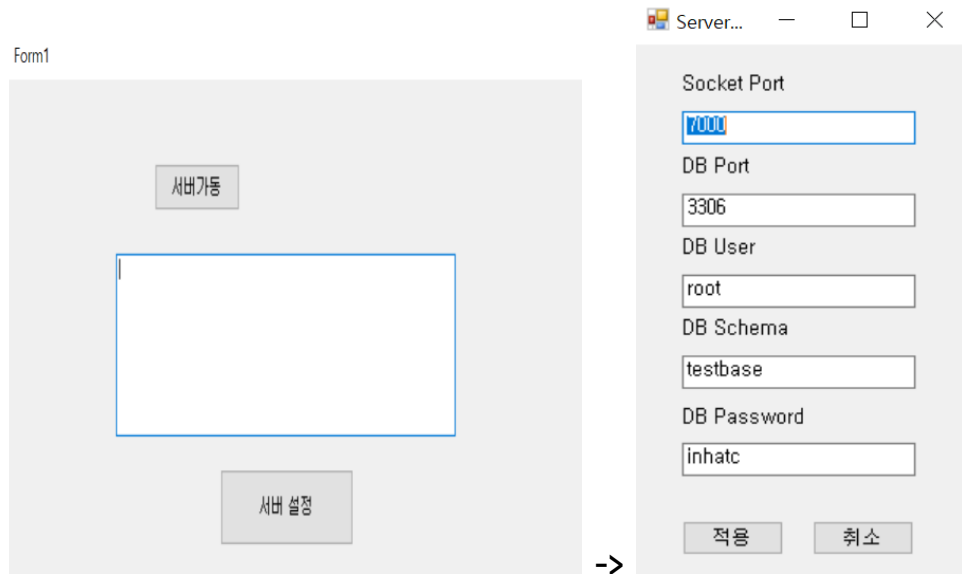 Form1
서버가동
서버 설정
->
Server...
Socket Port
7000
DB Port
3306
DB User
root
DB Schema
testbase
DB Password
inhatc
적용 취소